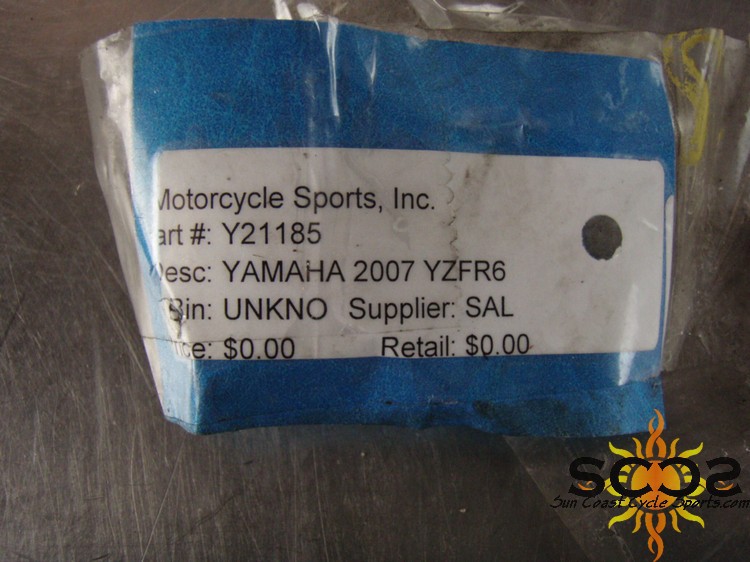 Motorcycle Sports, Inc.
art #: Y21185
Desc: YAMAHA 2007 YZFR6
Bin: UNKNO Supplier: SAL
ice: $0.00 Retail: $0.00
SCCS
Sun Coast Cycle Sports.com